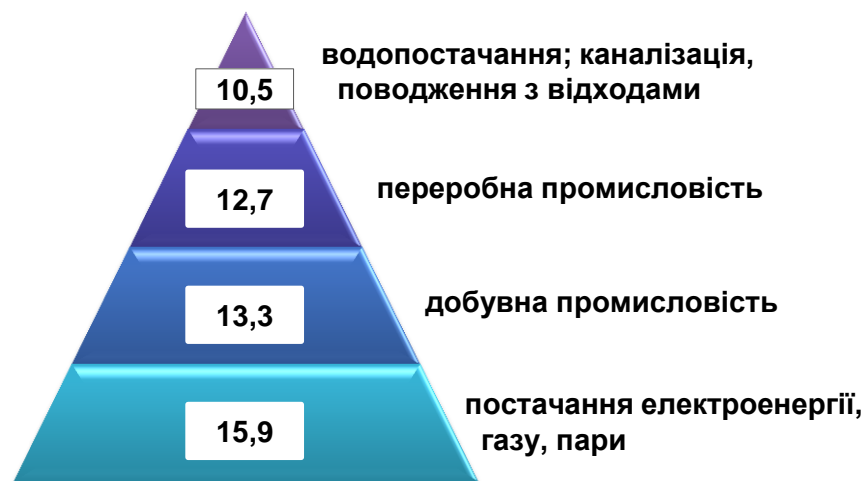 водопостачання; каналізація,
поводження з відходами
10,5
переробна промисловість
12,7
добувна промисловість
13,3
постачання електроенергії,
газу, пари
15,9